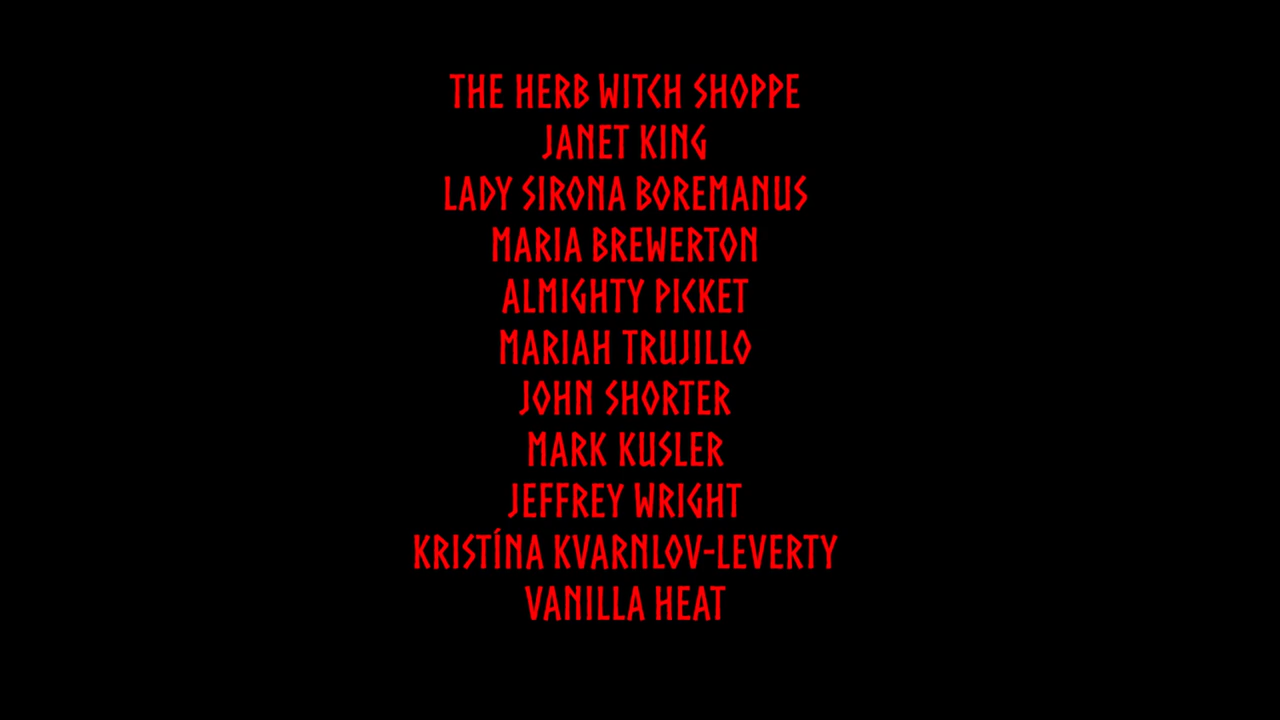 THE HERB WITCH SHOPPE
JANET KING
LADY SIRONA BOREMANUS
MARIA BREWERTON
ALMIGHTY PICKET
MARIAH TRUJILLO
JOHN SHORTER
MARK KUSLER
JEFFREY WRIGHT
KRISTÍNA KVARNLOV-LEVERTY
VANILLA HEAT